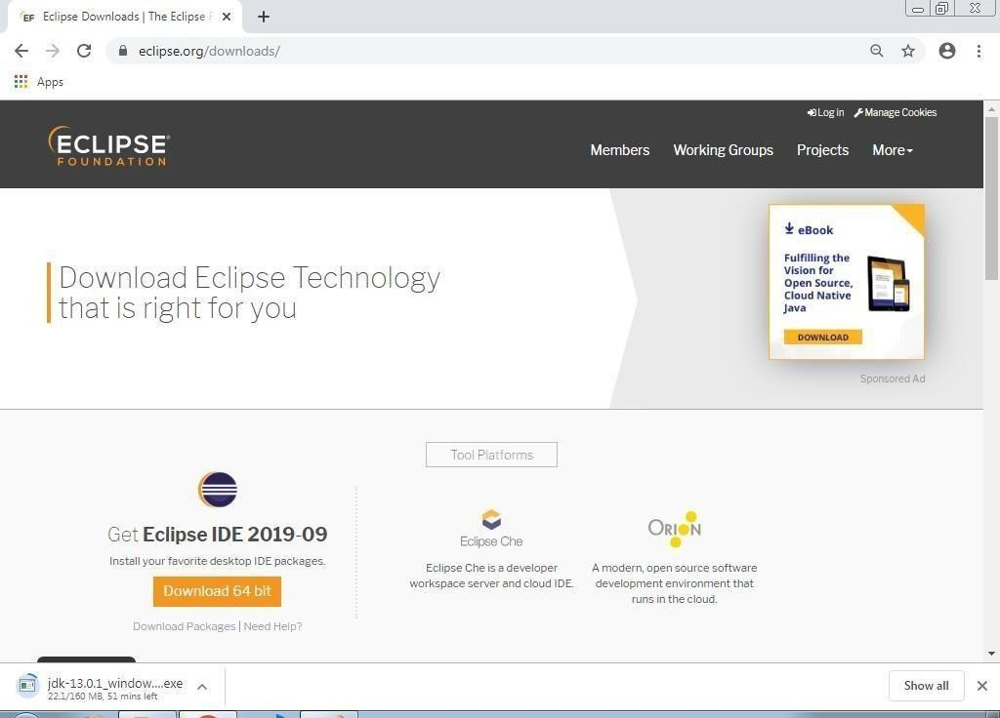 EF Eclipse Downloads | The Eclipse F
eclipse.org/downloads/
Apps
Log in Manage Cookies
ECLIPSE
FOUNDATION
Members Working Groups Projects More
eBook
Fulfilling the
Vision for
Open Source,
Cloud Native
Java
DOWNLOAD
Sponsored Ad
Download Eclipse Technology
that is right for you
Tool Platforms
Get Eclipse IDE 2019-09
Install your favorite desktop IDE packages.
Download 64 bit
Download Packages | Need Help?
Eclipse Che
Eclipse Che is a developer
workspace server and cloud IDE.
ORION
A modern, open source software
development environment that
runs in the cloud.
jdk-13.0.1_window....exe
22.1/160 MB, 51 mins left
Show all